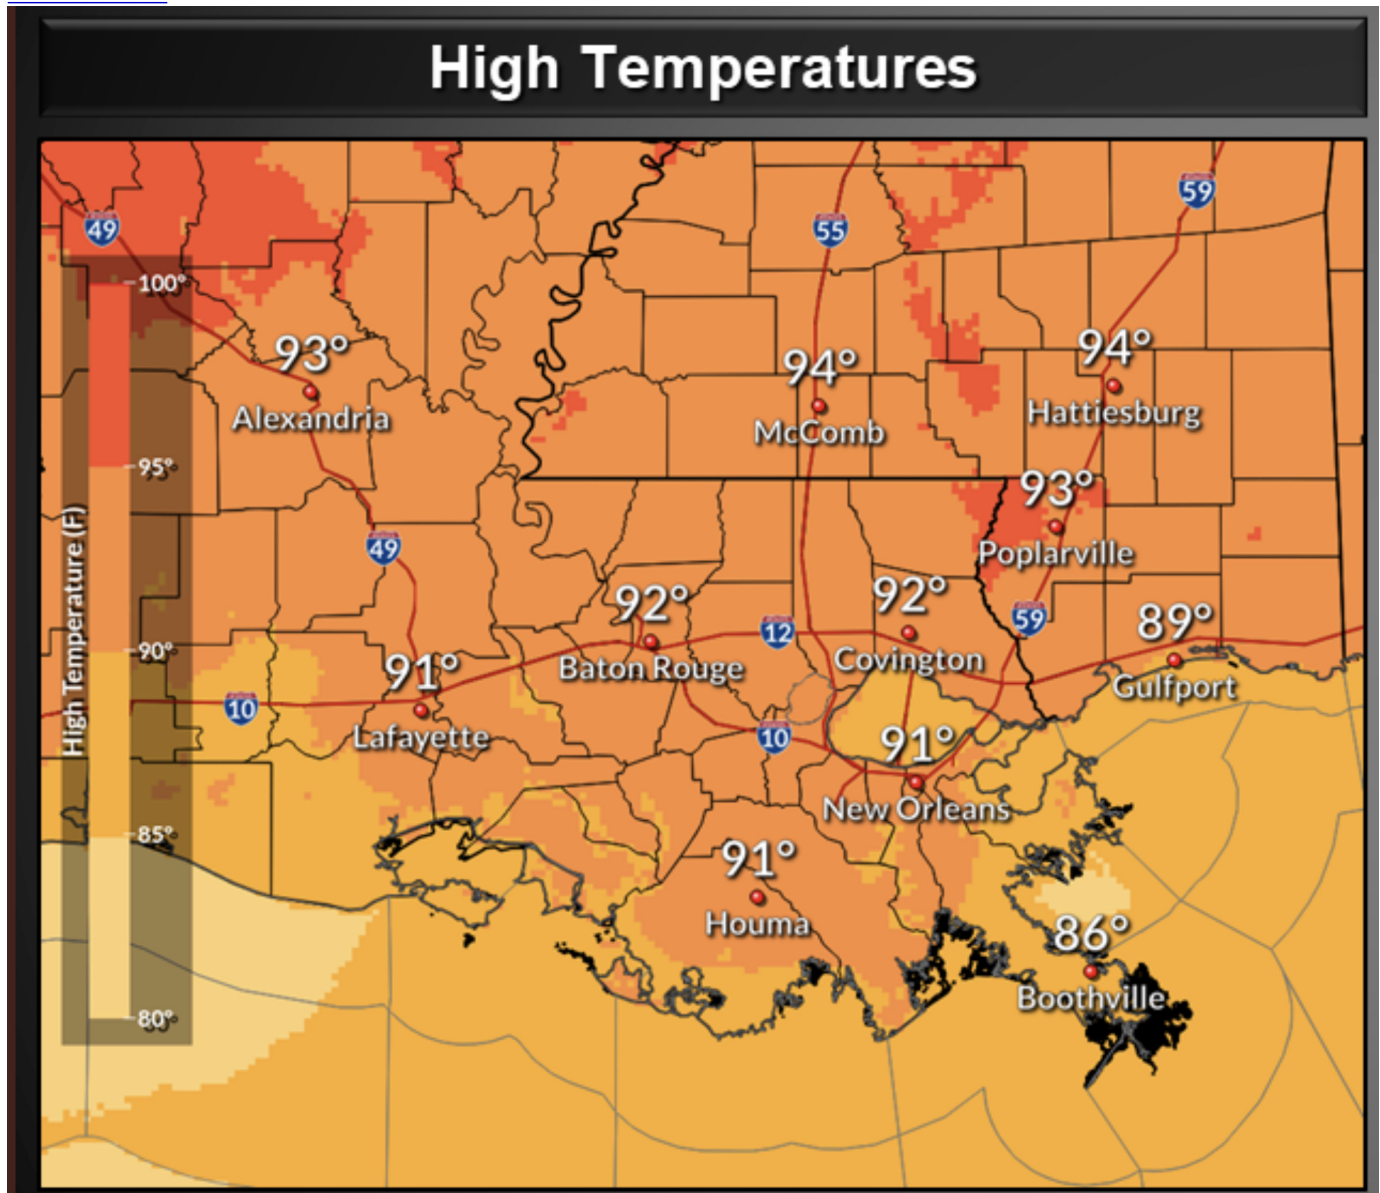 High Temperatures
59
49
55
100°
93°
Alexandria
94°
McComb
94°
Hattiesburg
95°
High Temperature (F)
93°
Poplarville
49
92°
Baton Rouge
12
92°
Covington
59
89°
Gulfport
90°
91°
Lafayette
10
10
91°
New Orleans
85°
91°
Houma
86°
Boothville
80°